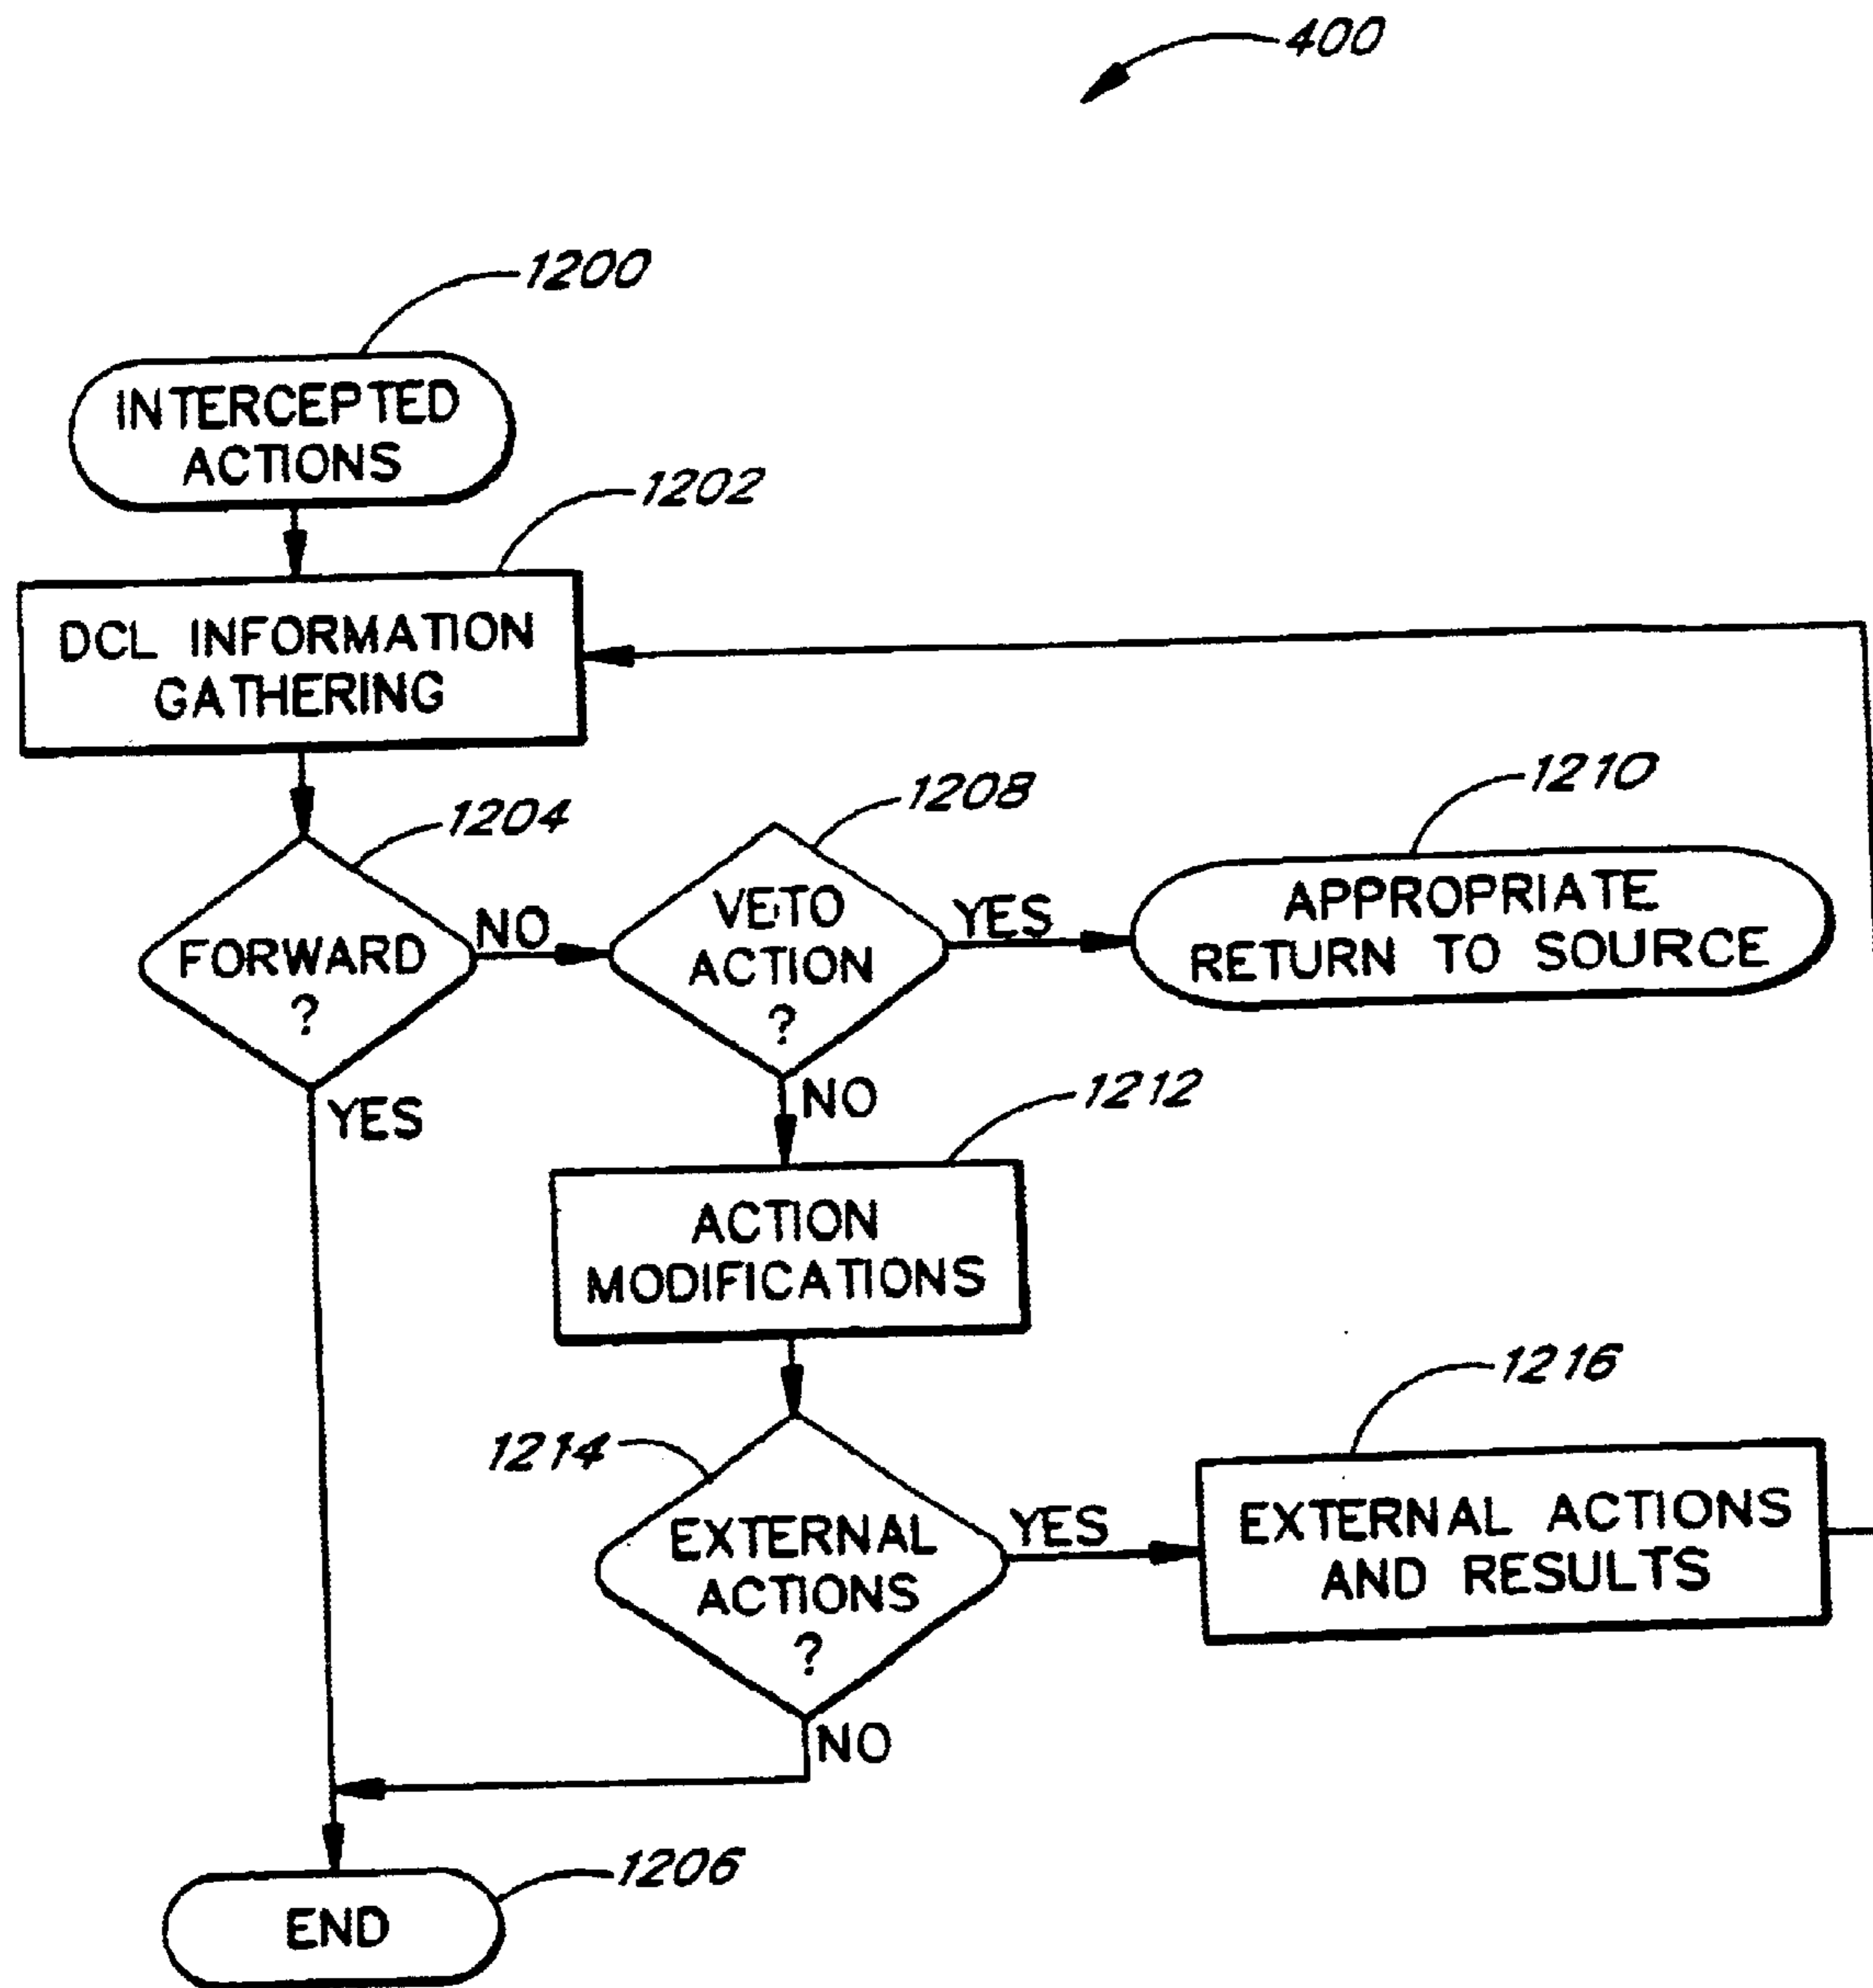 400
1200
INTERCEPTED
ACTIONS
1202
DCL INFORMATION
GATHERING
1204
FORWARD
?
NO
YES
1208
VETO
ACTION
?
YES
NO
1210
APPROPRIATE
RETURN TO SOURCE
1212
ACTION
MODIFICATIONS
1214
EXTERNAL
ACTIONS
?
YES
NO
1216
EXTERNAL ACTIONS
AND RESULTS
1206
END